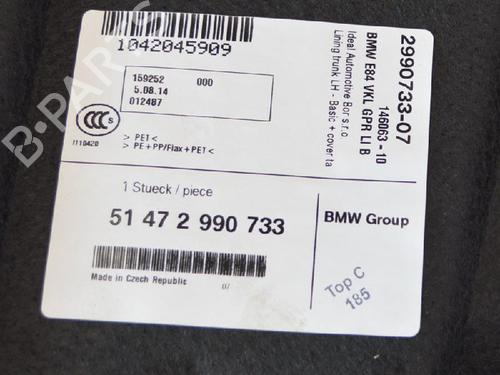 1042045909
159252 000
5.08.14
012487
CCC S
I110420
> PET <
> PE+PP/Flax+PET <
1 Stueck / piece
51 47 2 990 733
Made in Czech Republic 07
2990733-07
146063 - 10
BMW E84 VKL GPR LI B
Ideal Automotive Bor s.r.o
Lining trunk LH - Basic + cover ta
BMW Group
Top C
185
B-PARTS